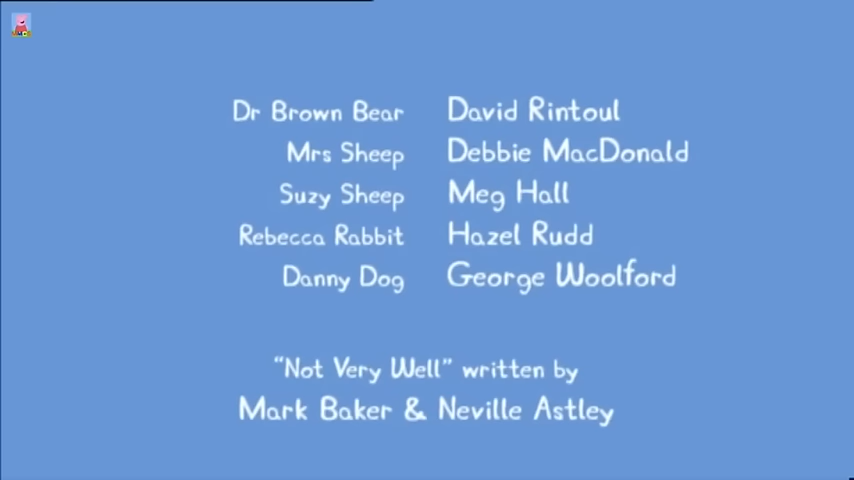 Dr Brown Bear David Rintoul
Mrs Sheep Debbie MacDonald
Suzy Sheep Meg Hall
Rebecca Rabbit Hazel Rudd
Danny Dog George Woolford
“Not Very Well” written by
Mark Baker & Neville Astley